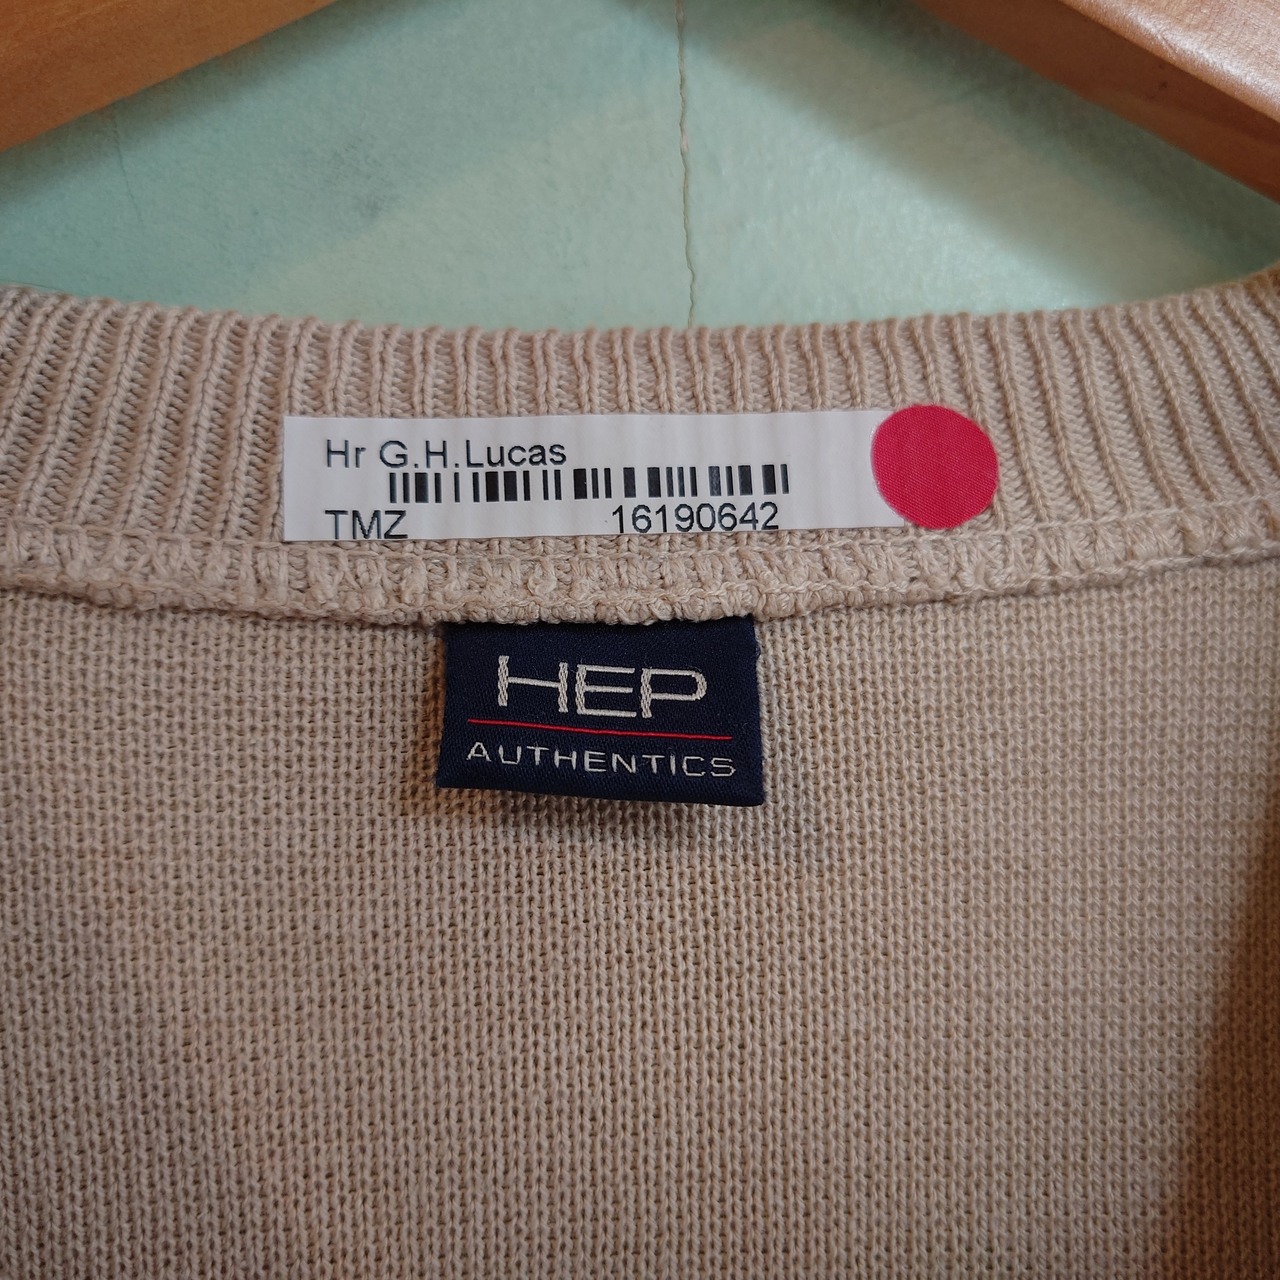 Hr G.H.Lucas
TMZ 16190642
HEP
AUTHENTICS